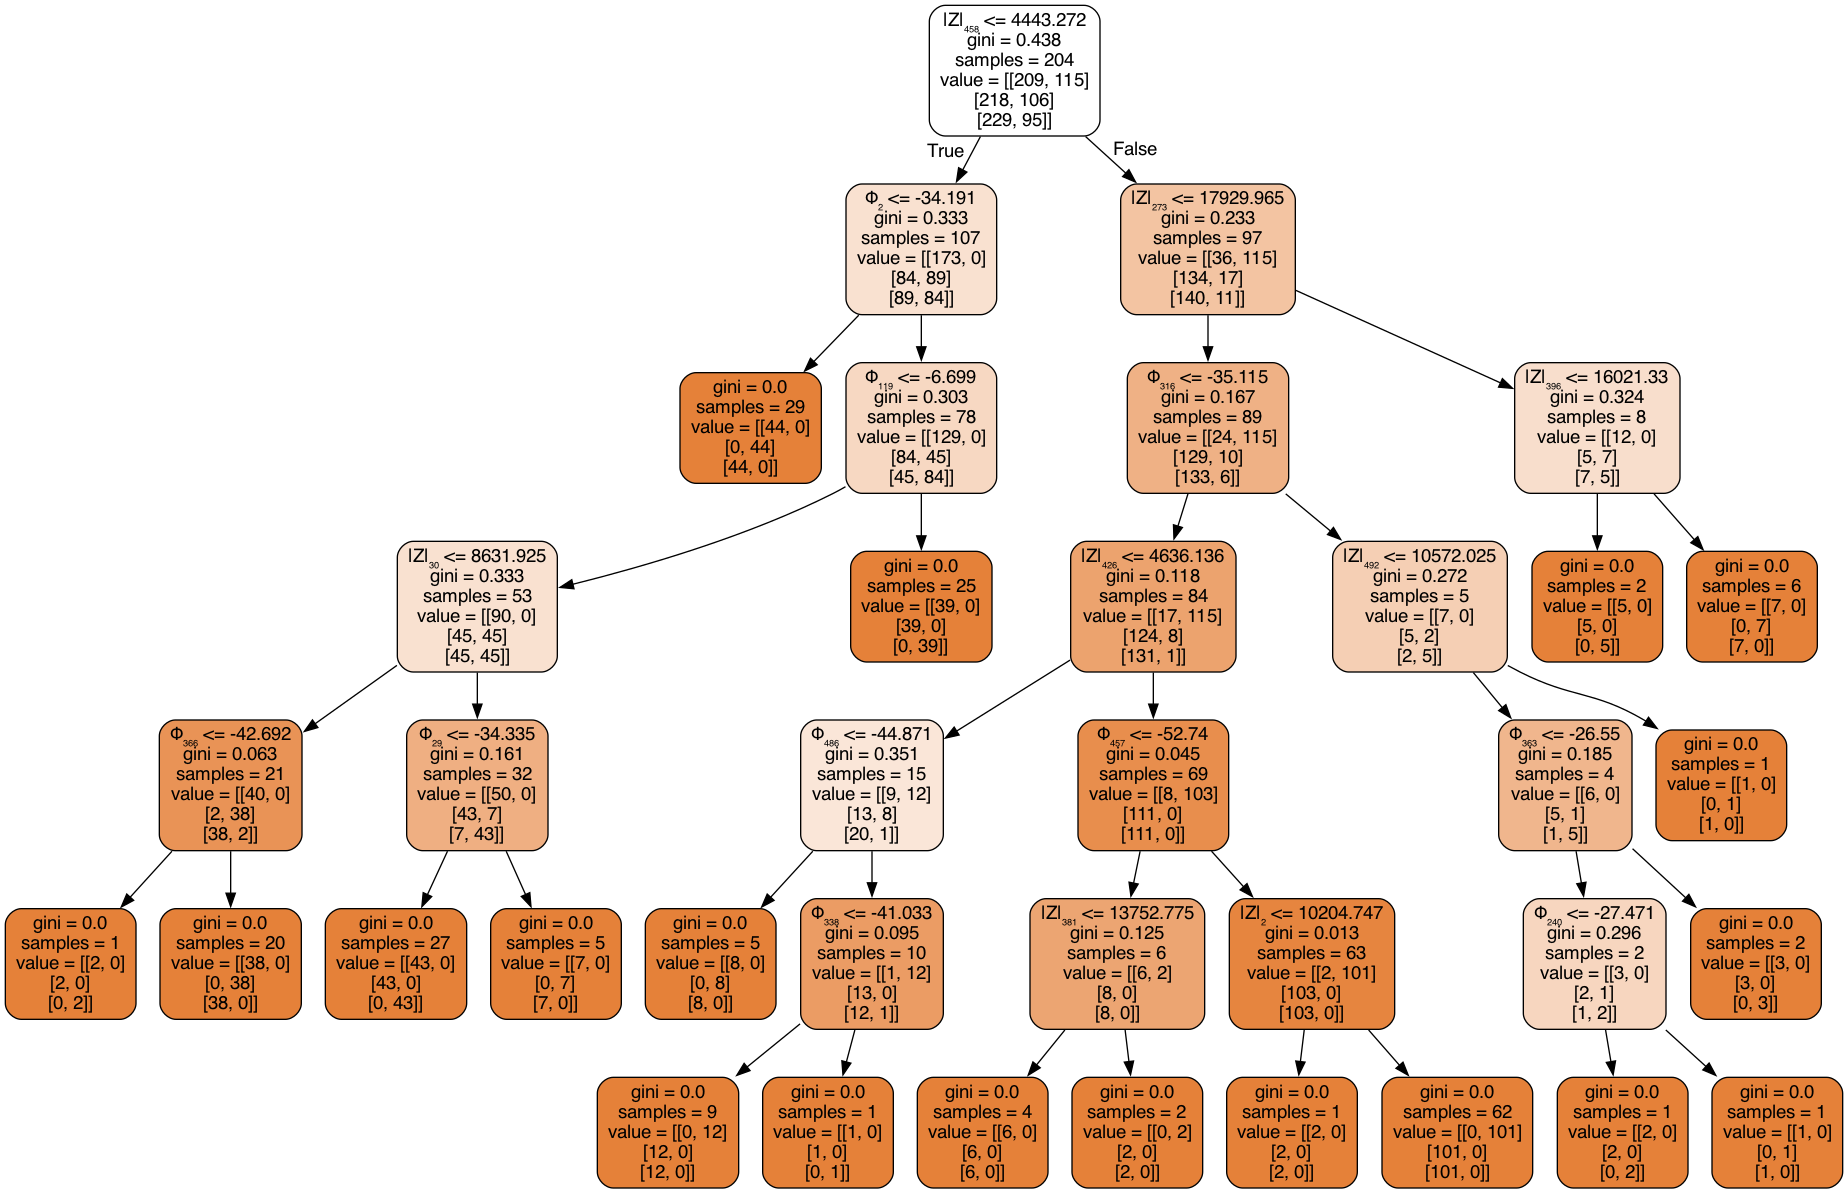 |Z|₄₅₈ <= 4443.272
gini = 0.438
samples = 204
value = [[209, 115]
[218, 106]
[229, 95]]
True
False
Φ₂ <= -34.191
gini = 0.333
samples = 107
value = [[173, 0]
[84, 89]
[89, 84]]
|Z|₂₇₃ <= 17929.965
gini = 0.233
samples = 97
value = [[36, 115]
[134, 17]
[140, 11]]
gini = 0.0
samples = 29
value = [[44, 0]
[0, 44]
[44, 0]]
Φ₁₁₉ <= -6.699
gini = 0.303
samples = 78
value = [[129, 0]
[84, 45]
[45, 84]]
Φ₃₁₆ <= -35.115
gini = 0.167
samples = 89
value = [[24, 115]
[129, 10]
[133, 6]]
|Z|₃₉₆ <= 16021.33
gini = 0.324
samples = 8
value = [[12, 0]
[5, 7]
[7, 5]]
|Z|₃₀ <= 8631.925
gini = 0.333
samples = 53
value = [[90, 0]
[45, 45]
[45, 45]]
gini = 0.0
samples = 25
value = [[39, 0]
[39, 0]
[0, 39]]
|Z|₄₂₆ <= 4636.136
gini = 0.118
samples = 84
value = [[17, 115]
[124, 8]
[131, 1]]
|Z|₄₉₂ <= 10572.025
gini = 0.272
samples = 5
value = [[7, 0]
[5, 2]
[2, 5]]
gini = 0.0
samples = 2
value = [[5, 0]
[5, 0]
[0, 5]]
gini = 0.0
samples = 6
value = [[7, 0]
[0, 7]
[7, 0]]
Φ₃₆₆ <= -42.692
gini = 0.063
samples = 21
value = [[40, 0]
[2, 38]
[38, 2]]
Φ₂₉ <= -34.335
gini = 0.161
samples = 32
value = [[50, 0]
[43, 7]
[7, 43]]
Φ₄₈₆ <= -44.871
gini = 0.351
samples = 15
value = [[9, 12]
[13, 8]
[20, 1]]
Φ₄₅₇ <= -52.74
gini = 0.045
samples = 69
value = [[8, 103]
[111, 0]
[111, 0]]
Φ₃₆₃ <= -26.55
gini = 0.185
samples = 4
value = [[6, 0]
[5, 1]
[1, 5]]
gini = 0.0
samples = 1
value = [[1, 0]
[0, 1]
[1, 0]]
gini = 0.0
samples = 1
value = [[2, 0]
[2, 0]
[0, 2]]
gini = 0.0
samples = 20
value = [[38, 0]
[0, 38]
[38, 0]]
gini = 0.0
samples = 27
value = [[43, 0]
[43, 0]
[0, 43]]
gini = 0.0
samples = 5
value = [[7, 0]
[0, 7]
[7, 0]]
gini = 0.0
samples = 5
value = [[8, 0]
[0, 8]
[8, 0]]
Φ₃₃₈ <= -41.033
gini = 0.095
samples = 10
value = [[1, 12]
[13, 0]
[12, 1]]
|Z|₃₈₁ <= 13752.775
gini = 0.125
samples = 6
value = [[6, 2]
[8, 0]
[8, 0]]
|Z|₂ <= 10204.747
gini = 0.013
samples = 63
value = [[2, 101]
[103, 0]
[103, 0]]
Φ₂₄₀ <= -27.471
gini = 0.296
samples = 2
value = [[3, 0]
[2, 1]
[1, 2]]
gini = 0.0
samples = 2
value = [[3, 0]
[3, 0]
[0, 3]]
gini = 0.0
samples = 9
value = [[0, 12]
[12, 0]
[12, 0]]
gini = 0.0
samples = 1
value = [[1, 0]
[1, 0]
[0, 1]]
gini = 0.0
samples = 4
value = [[6, 0]
[6, 0]
[6, 0]]
gini = 0.0
samples = 2
value = [[0, 2]
[2, 0]
[2, 0]]
gini = 0.0
samples = 1
value = [[2, 0]
[2, 0]
[2, 0]]
gini = 0.0
samples = 62
value = [[0, 101]
[101, 0]
[101, 0]]
gini = 0.0
samples = 1
value = [[2, 0]
[2, 0]
[0, 2]]
gini = 0.0
samples = 1
value = [[1, 0]
[0, 1]
[1, 0]]